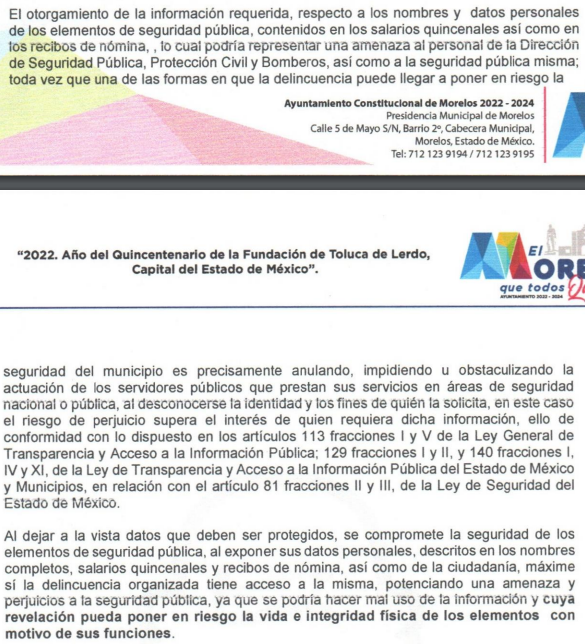 El otorgamiento de la información requerida, respecto a los nombres y datos personales
de los elementos de seguridad pública, contenidos en los salarios quincenales así como en
los recibos de nómina, , lo cual podría representar una amenaza al personal de la Dirección
de Seguridad Pública, Protección Civil y Bomberos, así como a la seguridad pública misma;
toda vez que una de las formas en que la delincuencia puede llegar a poner en riesgo la
Ayuntamiento Constitucional de Morelos 2022 - 2024
Presidencia Municipal de Morelos
Calle 5 de Mayo S/N, Barrio 2º, Cabecera Municipal,
Morelos, Estado de México.
Tel: 712 123 9194 / 712 123 9195
"2022. Año del Quincentenario de la Fundación de Toluca de Lerdo,
Capital del Estado de México".
El
MORE
que todos
AYUNTAMIENTO 2022 - 2024
seguridad del municipio es precisamente anulando, impidiendo u obstaculizando la
actuación de los servidores públicos que prestan sus servicios en áreas de seguridad
nacional o pública, al desconocerse la identidad y los fines de quién la solicita, en este caso
el riesgo de perjuicio supera el interés de quien requiera dicha información, ello de
conformidad con lo dispuesto en los artículos 113 fracciones I y V de la Ley General de
Transparencia y Acceso a la Información Pública; 129 fracciones I y II, y 140 fracciones I,
IV y XI, de la Ley de Transparencia y Acceso a la Información Pública del Estado de México
y Municipios, en relación con el artículo 81 fracciones II y III, de la Ley de Seguridad del
Estado de México.
Al dejar a la vista datos que deben ser protegidos, se compromete la seguridad de los
elementos de seguridad pública, al exponer sus datos personales, descritos en los nombres
completos, salarios quincenales y recibos de nómina, así como de la ciudadanía, máxime
sí la delincuencia organizada tiene acceso a la misma, potenciando una amenaza y
perjuicios a la seguridad pública, ya que se podría hacer mal uso de la información y cuya
revelación pueda poner en riesgo la vida e integridad física de los elementos con
motivo de sus funciones.